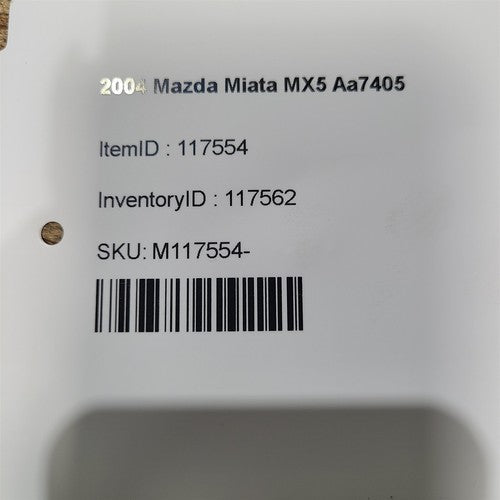 2004 Mazda Miata MX5 Aa7405
ItemID : 117554
InventoryID : 117562
SKU: M117554-